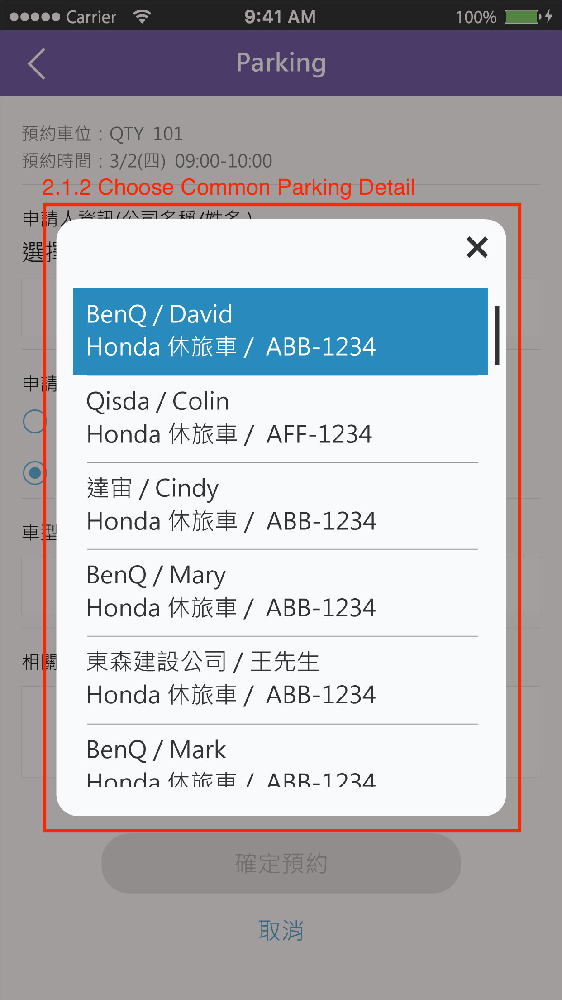 Carrier 9:41 AM 100%
Parking
預約車位：QTY 101
預約時間：3/2(四) 09:00-10:00
2.1.2 Choose Common Parking Detail
申請人資訊(公司名稱/姓名)
選擇
BenQ / David
Honda 休旅車 / ABB-1234
申請
Qisda / Colin
Honda 休旅車 / AFF-1234
達宙 / Cindy
Honda 休旅車 / ABB-1234
車型
BenQ / Mary
Honda 休旅車 / ABB-1234
相關
東森建設公司 / 王先生
Honda 休旅車 / ABB-1234
BenQ / Mark
Honda 休旅車 / ABB-1234
確定預約
取消